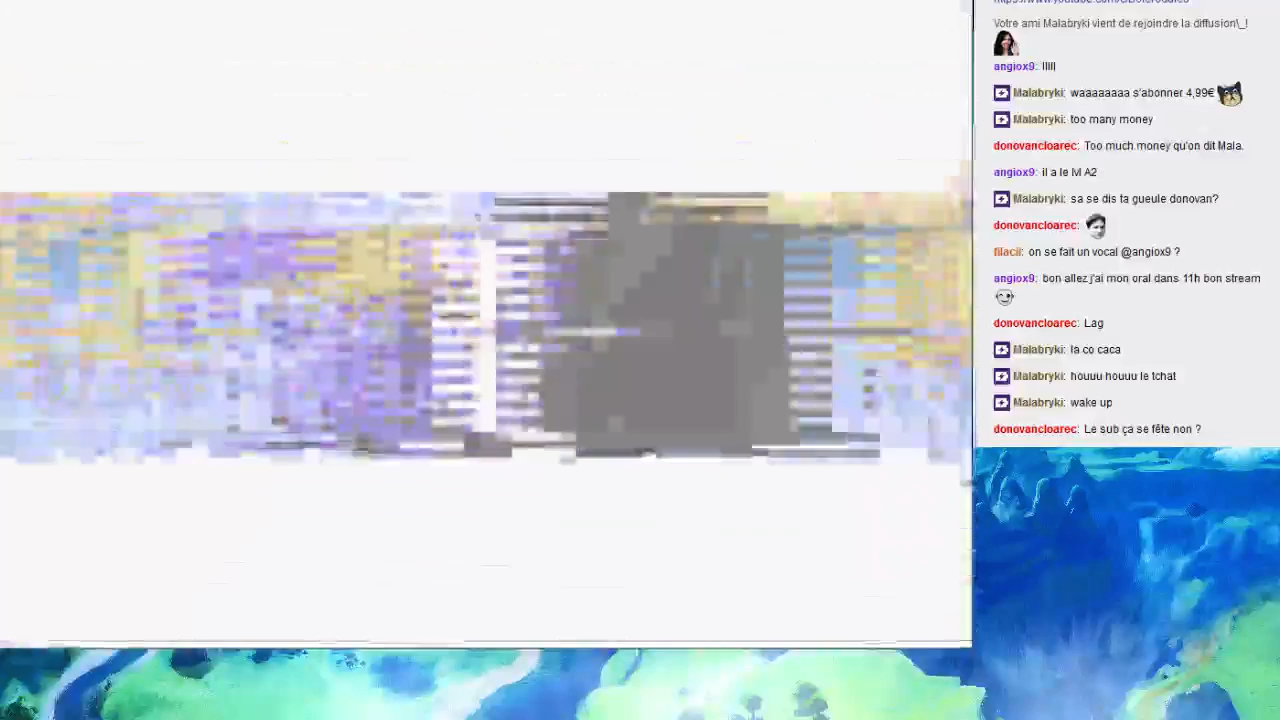 Votre ami Malabryki vient de rejoindre la diffusion\_!
angiox9: lllll
Malabryki: waaaaaaaa s'abonner 4,99€
Malabryki: too many money
donovancloarec: Too much money qu'on dit Mala.
angiox9: il a le lvl A2
Malabryki: sa se dis ta gueule donovan?
donovancloarec:
filacii: on se fait un vocal @angiox9 ?
angiox9: bon allez j'ai mon oral dans 11h bon stream
donovancloarec: Lag
Malabryki: la co caca
Malabryki: houuu houuu le tchat
Malabryki: wake up
donovancloarec: Le sub ça se fête non ?